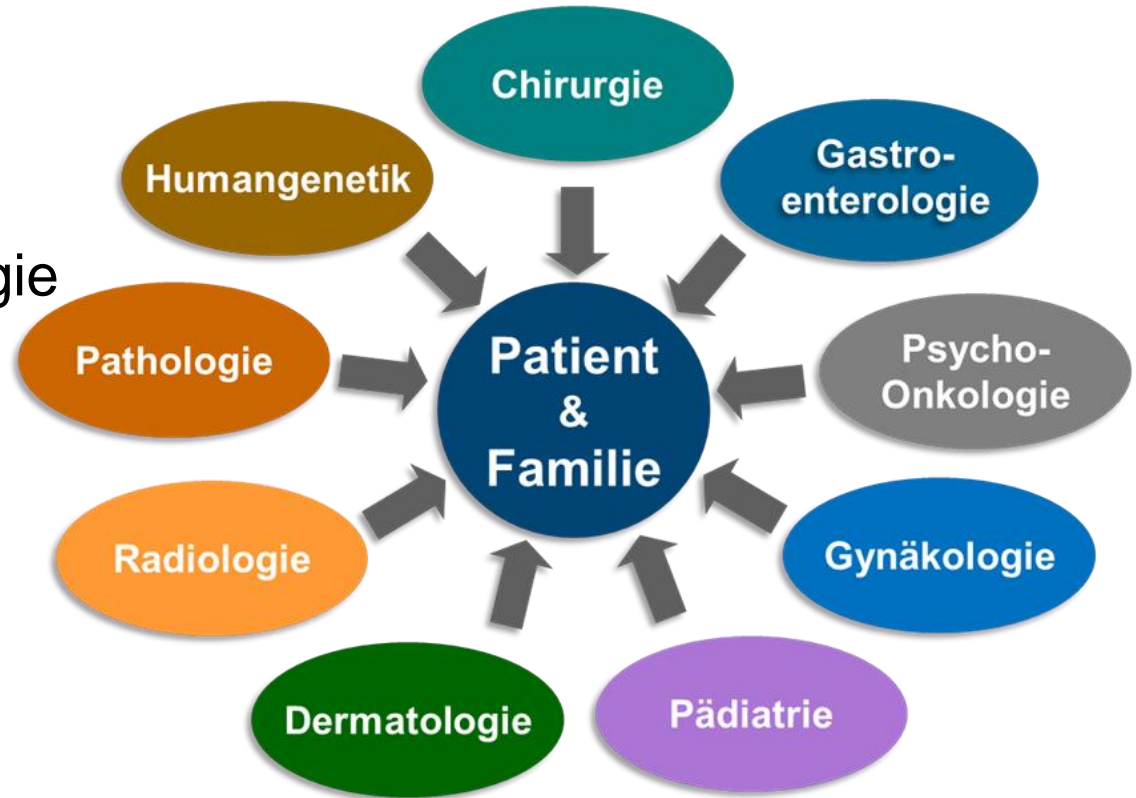 Chirurgie
Gastro-
enterologie
Humangenetik
gie
Pathologie
Patient
&
Familie
Psycho-
Onkologie
Radiologie
Gynäkologie
Dermatologie
Pädiatrie